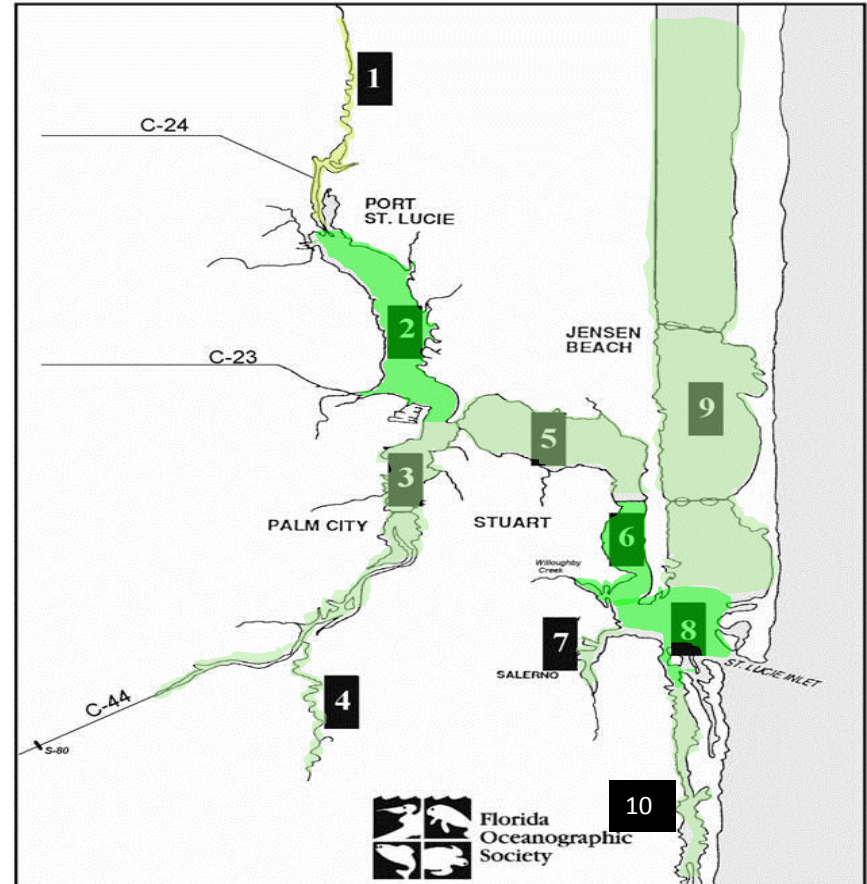 1
C-24
PORT
ST. LUCIE
2
JENSEN
BEACH
C-23
9
5
3
PALM CITY
STUART
6
Willoughby
Creek
7
8
SALERNO
ST. LUCIE INLET
4
C-44
S-80
10
Florida
Oceanographic
Society